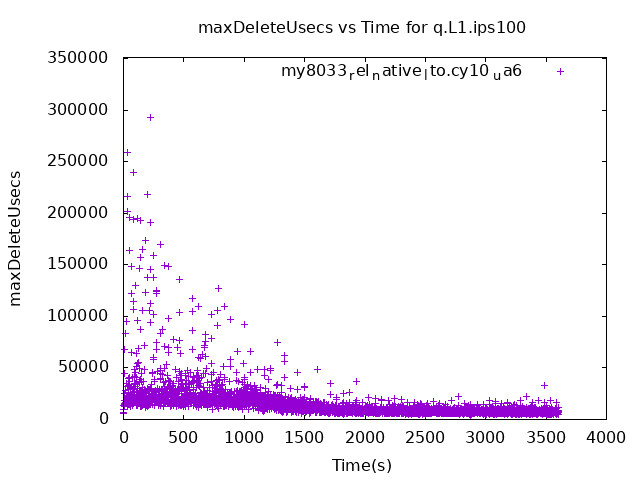 maxDeleteUsecs vs Time for q.L1.ips100
350000
my8033relnativelto.cy10ua6
300000
250000
200000
maxDeleteUsecs
150000
100000
50000
0
0 500 1000 1500 2000 2500 3000 3500 4000
Time(s)